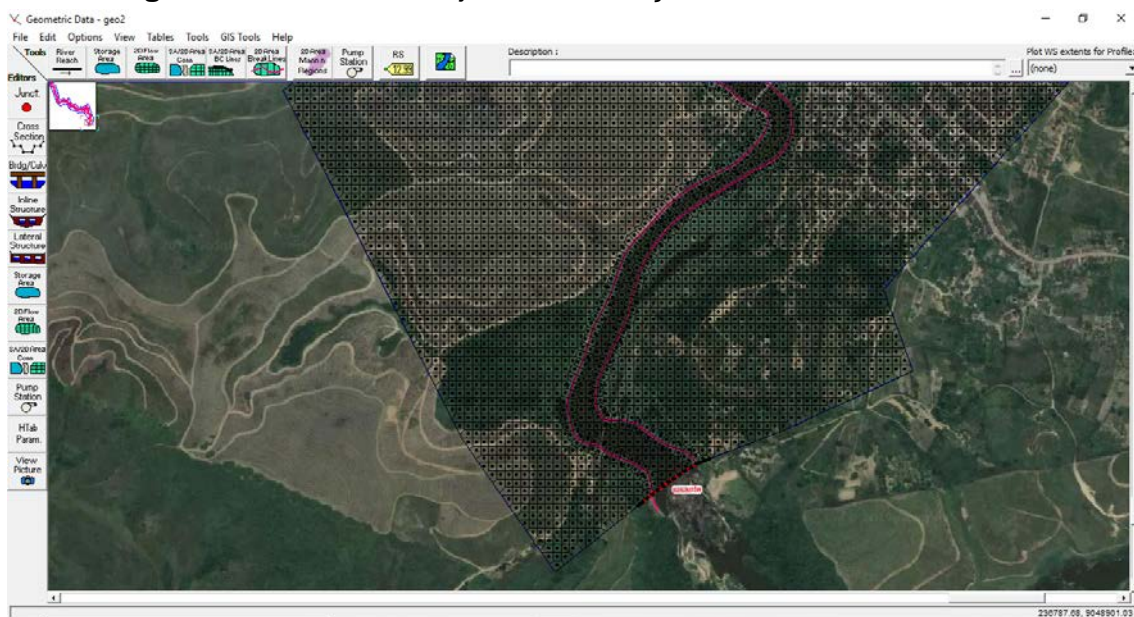 Geometric Data - geo2
File Edit Options View Tables Tools GIS Tools Help
Tools
Editors
River Reach
Storage Area
2D Flow Area
SA/2D Area Conn
SA/2D Area BC Lines
2D Area Break Lines
2D Area Mann n Regions
Pump Station
RS
Description :
...
Plot WS extents for Profile:
(none)
Junct.
Cross Section
Brdg/Culv
Inline Structure
Lateral Structure
Storage Area
2D Flow Area
SA/2D Area Conn
Pump Station
HTab Param.
View Picture
236787.68, 9048901.03